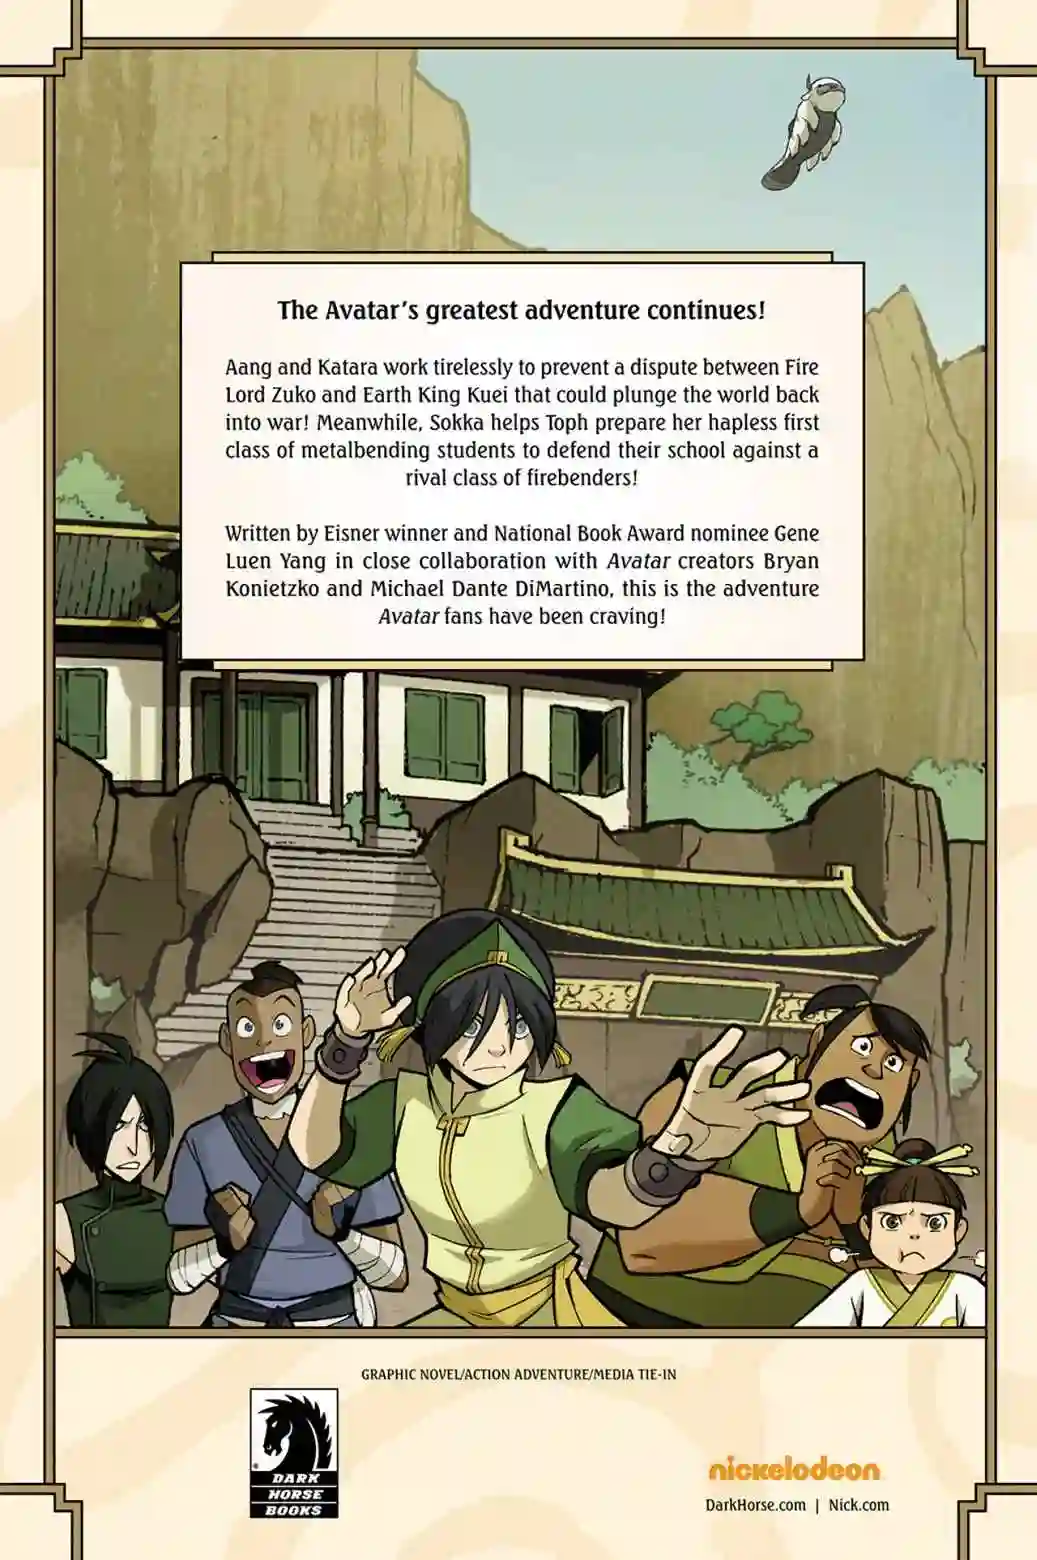 The Avatar's greatest adventure continues!
Aang and Katara work tirelessly to prevent a dispute between Fire
Lord Zuko and Earth King Kuei that could plunge the world back
into war! Meanwhile, Sokka helps Toph prepare her hapless first
class of metalbending students to defend their school against a
rival class of firebenders!
Written by Eisner winner and National Book Award nominee Gene
Luen Yang in close collaboration with Avatar creators Bryan
Konietzko and Michael Dante DiMartino, this is the adventure
Avatar fans have been craving!
GRAPHIC NOVEL/ACTION ADVENTURE/MEDIA TIE-IN
DARK
HORSE
BOOKS
nickelodeon
DarkHorse.com | Nick.com